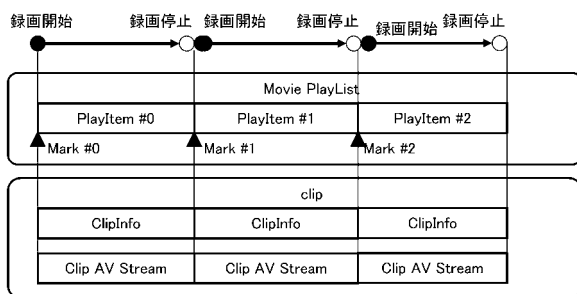 録画開始 録画停止 録画開始 録画停止 録画開始 録画停止
Movie PlayList
PlayItem #0 PlayItem #1 PlayItem #2
Mark #0 Mark #1 Mark #2
clip
ClipInfo ClipInfo ClipInfo
Clip AV Stream Clip AV Stream Clip AV Stream